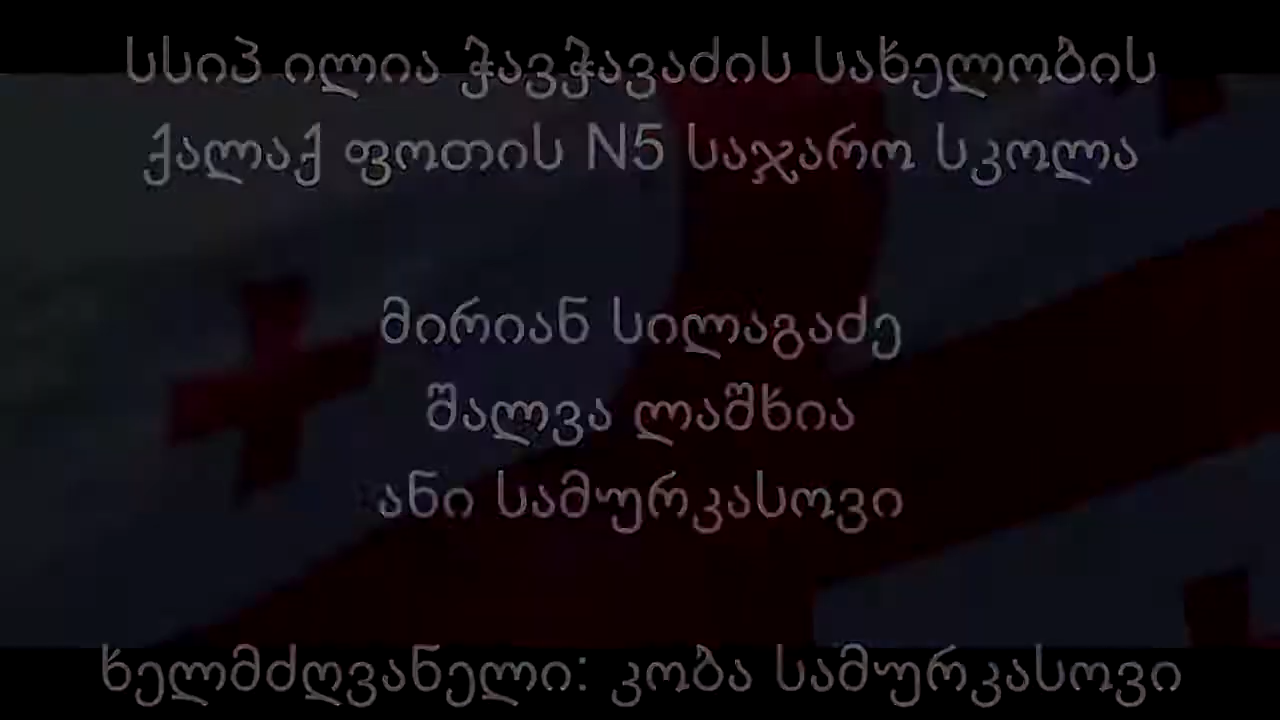 სსიპ ილია ჭავჭავაძის სახელობის
ქალაქ ფოთის N5 საჯარო სკოლა
მირიან სილაგაძე
შალვა ლაშხია
ანი სამურკასოვი
ხელმძღვანელი: კობა სამურკასოვი